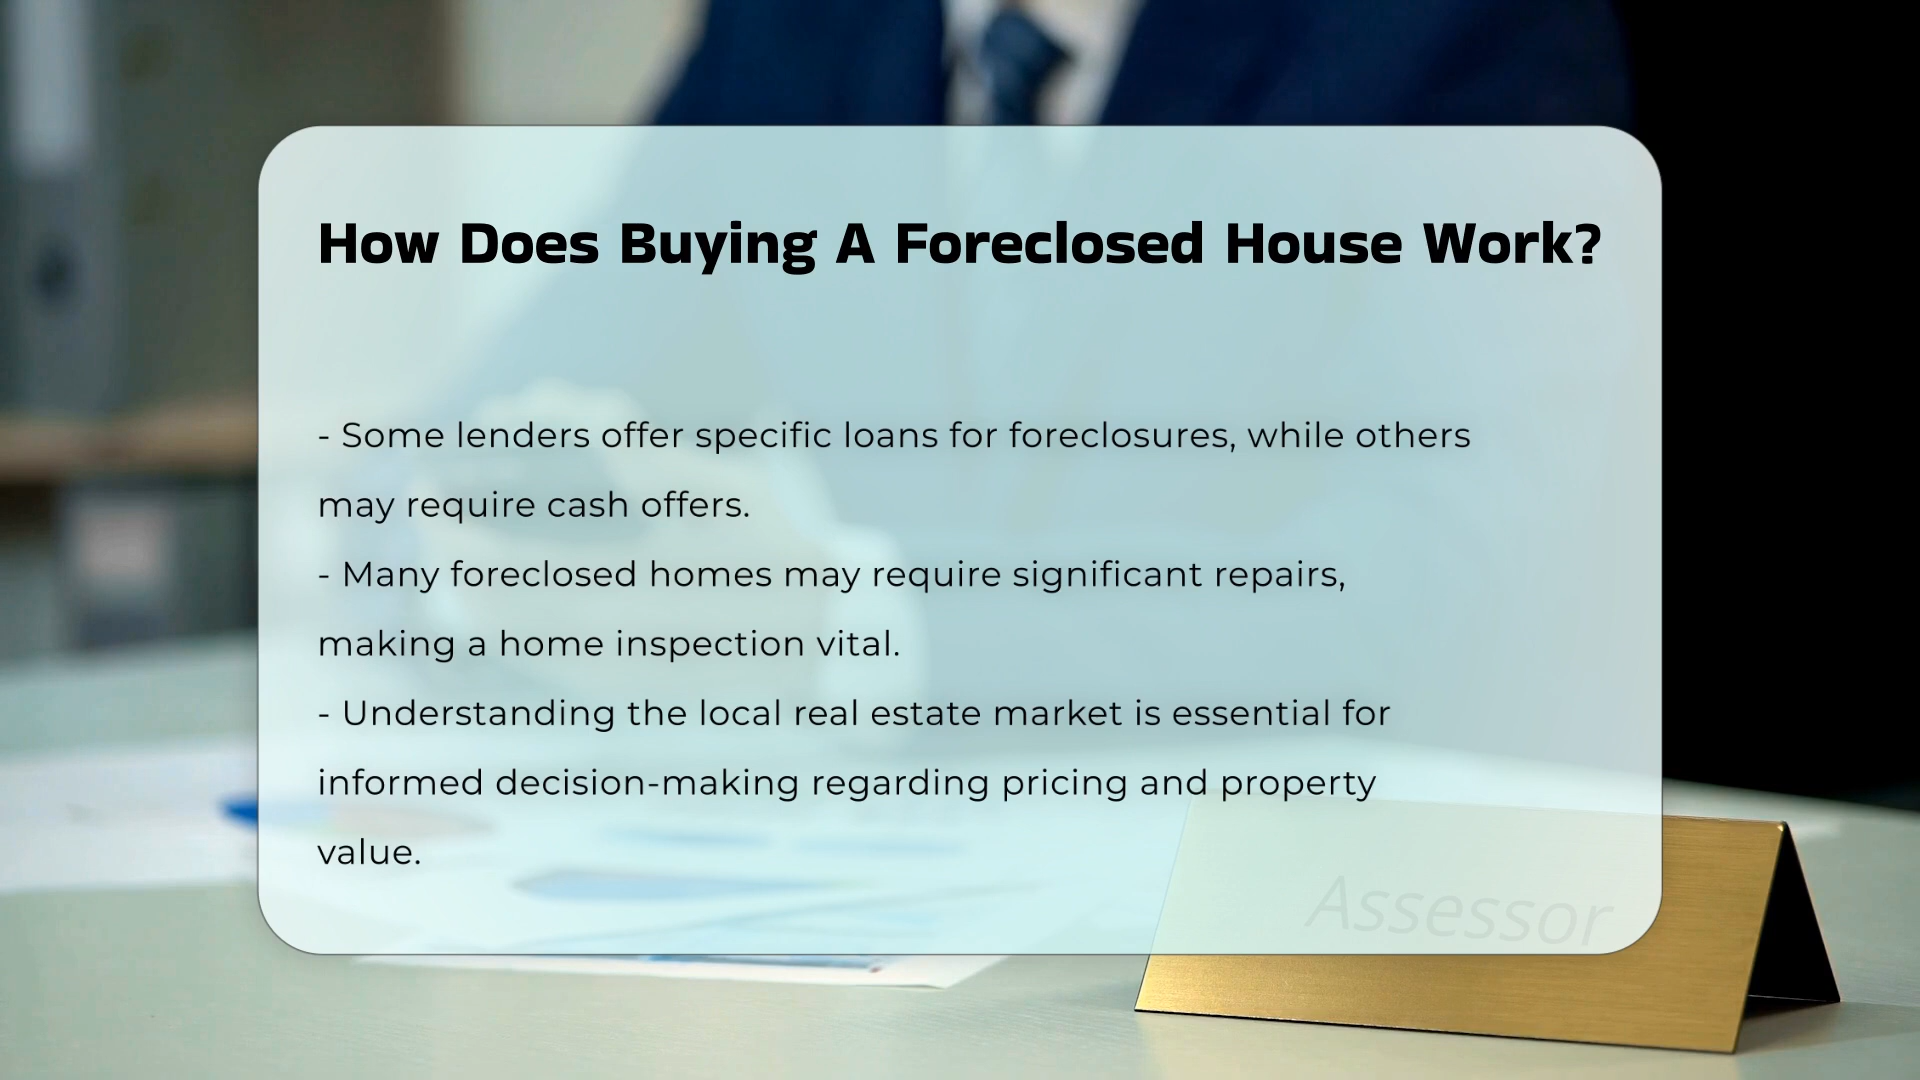 How Does Buying A Foreclosed House Work?
- Some lenders offer specific loans for foreclosures, while others
may require cash offers.
- Many foreclosed homes may require significant repairs,
making a home inspection vital.
- Understanding the local real estate market is essential for
informed decision-making regarding pricing and property
value.
Assessor